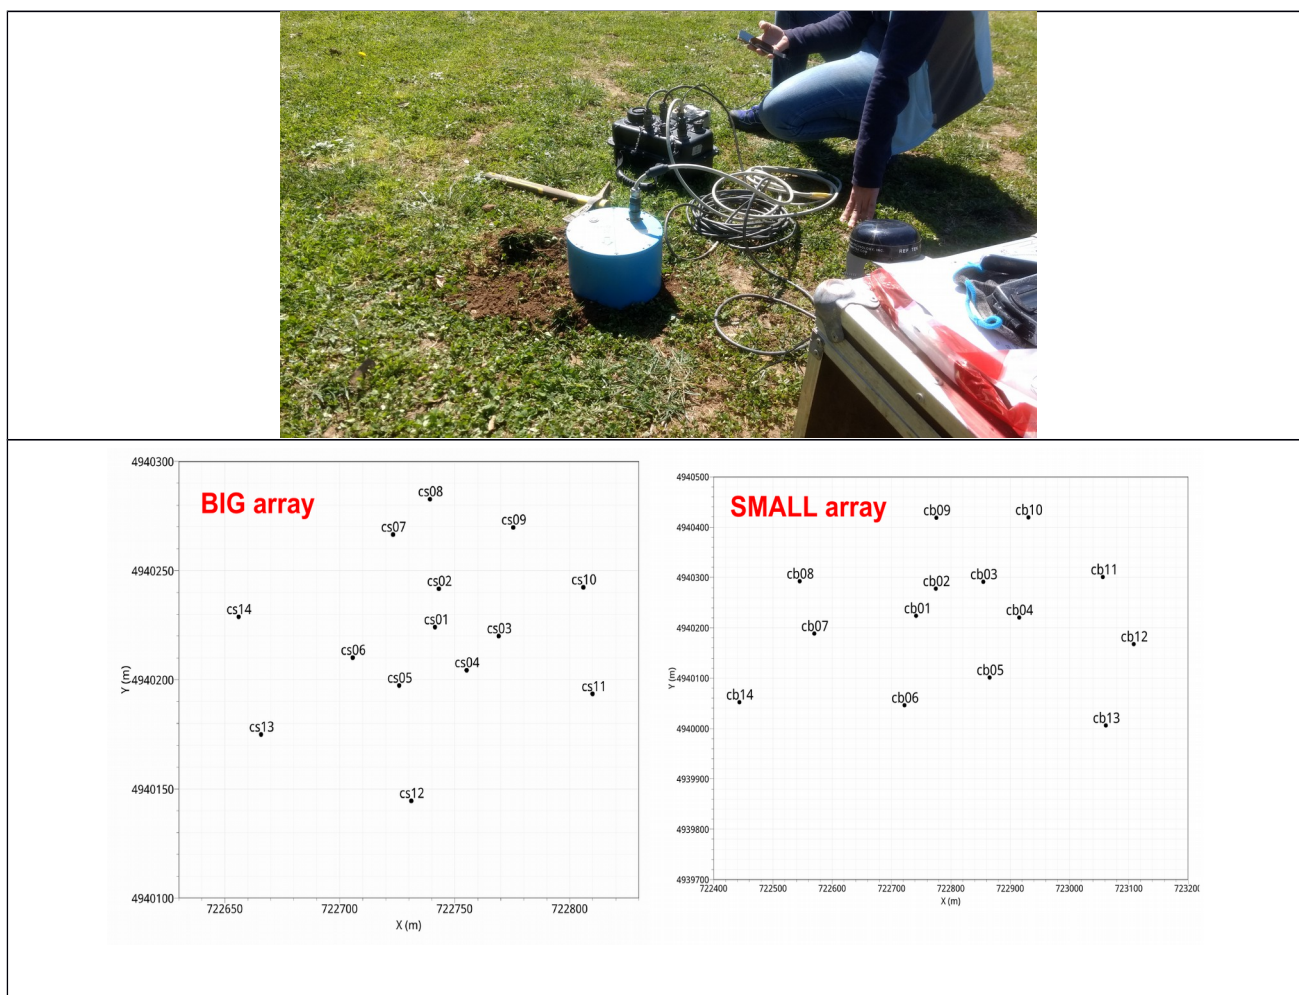 REF TEK
BIG array
4940300
4940250
4940200
4940150
4940100
Y (m)
cs08
cs07
cs09
cs02
cs10
cs14
cs01
cs03
cs06
cs04
cs05
cs11
cs13
cs12
722650
722700
722750
722800
X (m)
SMALL array
4940500
4940400
4940300
4940200
4940100
4940000
4939900
4939800
4939700
Y (m)
cb09
cb10
cb08
cb02
cb03
cb11
cb01
cb04
cb07
cb12
cb05
cb14
cb06
cb13
722400
722500
722600
722700
722800
722900
723000
723100
72320
X (m)